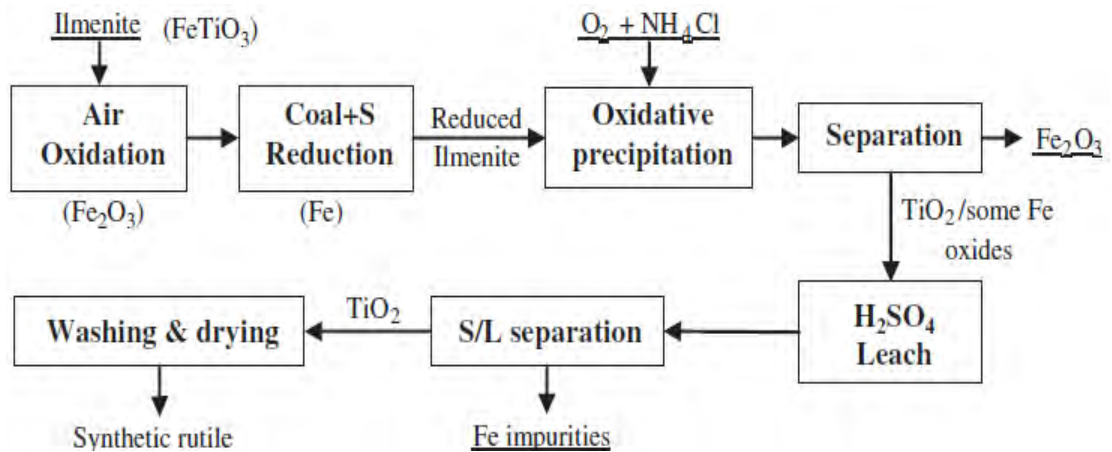 Ilmenite (FeTiO₃)
O₂ + NH₄Cl
Air
Oxidation
(Fe₂O₃)
Coal+S
Reduction
(Fe)
Reduced
Ilmenite
Oxidative
precipitation
Separation
Fe₂O₃
TiO₂/some Fe
oxides
Washing & drying
TiO₂
S/L separation
H₂SO₄
Leach
Synthetic rutile
Fe impurities